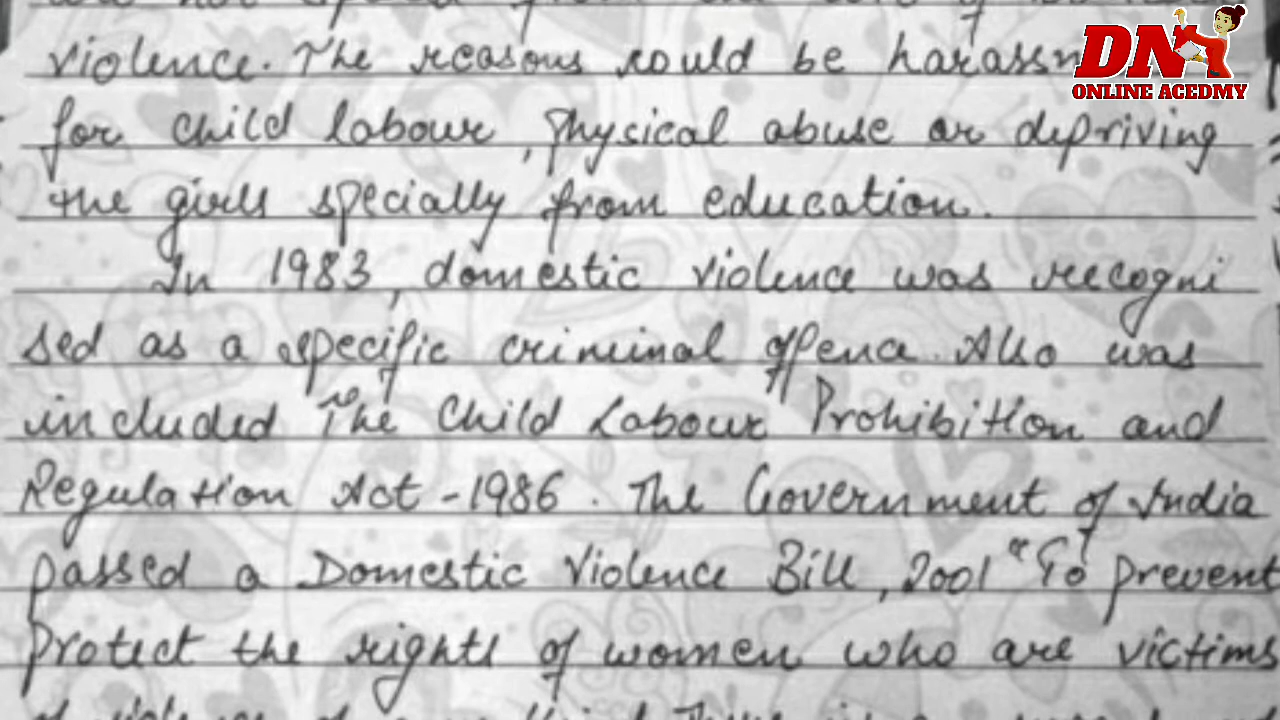 violence. The reasons could be
DNA
ONLINE ACEDMY
for child labour, Physical abuse or depriving
the girls specially from education.
In 1983, domestic violence was recogni
sed as a specific criminal offence. Also was
included The Child Labour Prohibition and
Regulation Act -1986. The Government of India
passed a Domestic Violence Bill, 2001 "To prevent
protect the rights of women who are victims